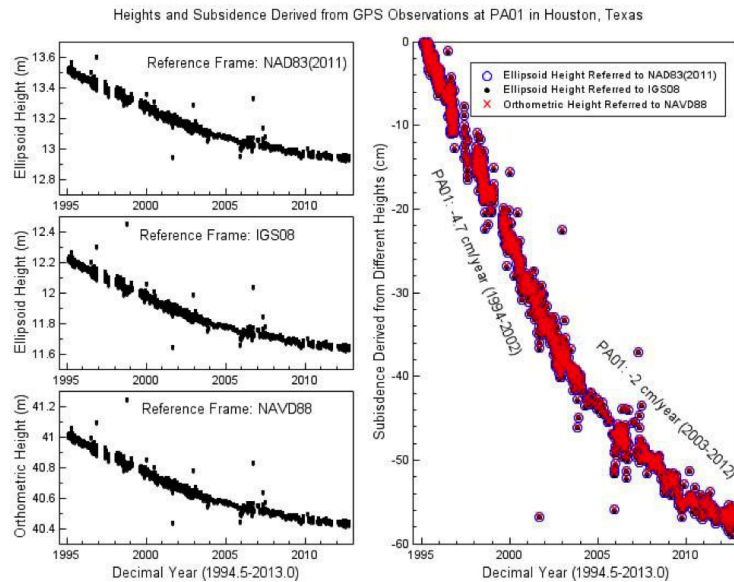 Heights and Subsidence Derived from GPS Observations at PA01 in Houston, Texas
Ellipsoid Height (m)
13.6
13.4
13.2
13
12.8
Reference Frame: NAD83(2011)
1995 2000 2005 2010
Ellipsoid Height (m)
12.4
12.2
12
11.8
11.6
Reference Frame: IGS08
1995 2000 2005 2010
Orthometric Height (m)
41.2
41
40.8
40.6
40.4
Reference Frame: NAVD88
1995 2000 2005 2010
Decimal Year (1994.5-2013.0)
Subisdence Derived from Different Heights (cm)
0
-10
-20
-30
-40
-50
-60
Ellipsoid Height Referred to NAD83(2011)
Ellipsoid Height Referred to IGS08
Orthometric Height Referred to NAVD88
PA01: -4.7 cm/year (1994-2002)
PA01: -2 cm/year (2003-2012)
1995 2000 2005 2010
Decimal Year (1994.5-2013.0)